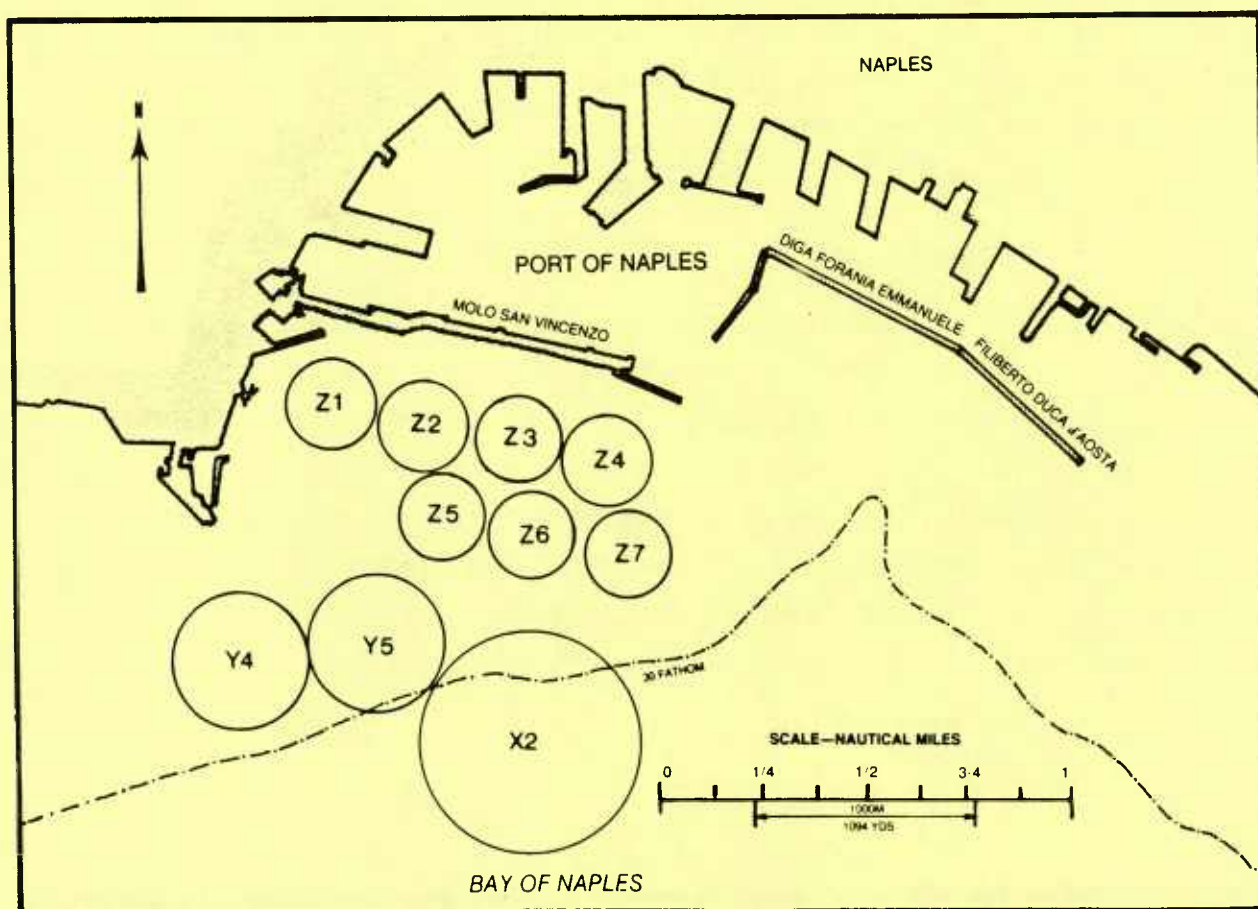 NAPLES
N
PORT OF NAPLES
DIGA FORANIA EMMANUELE FILIBERTO DUCA d'AOSTA
MOLO SAN VINCENZO
Z1
Z2
Z3
Z4
Z5
Z6
Z7
Y4
Y5
30 FATHOM
X2
SCALE—NAUTICAL MILES
0 1/4 1/2 3·4 1
1000M
1094 YDS
BAY OF NAPLES